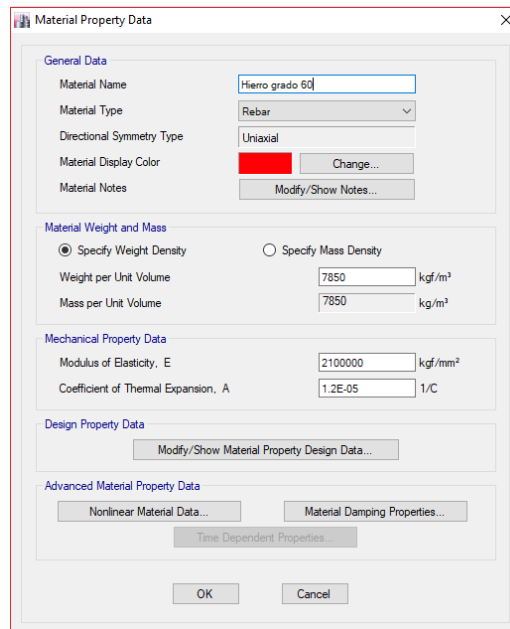 Material Property Data
General Data
Material Name Hierro grado 60
Material Type Rebar
Directional Symmetry Type Uniaxial
Material Display Color Change...
Material Notes Modify/Show Notes...
Material Weight and Mass
Specify Weight Density Specify Mass Density
Weight per Unit Volume 7850 kgf/m³
Mass per Unit Volume 7850 kg/m³
Mechanical Property Data
Modulus of Elasticity, E 2100000 kgf/mm²
Coefficient of Thermal Expansion, A 1.2E-05 1/C
Design Property Data
Modify/Show Material Property Design Data...
Advanced Material Property Data
Nonlinear Material Data... Material Damping Properties...
Time Dependent Properties...
OK Cancel